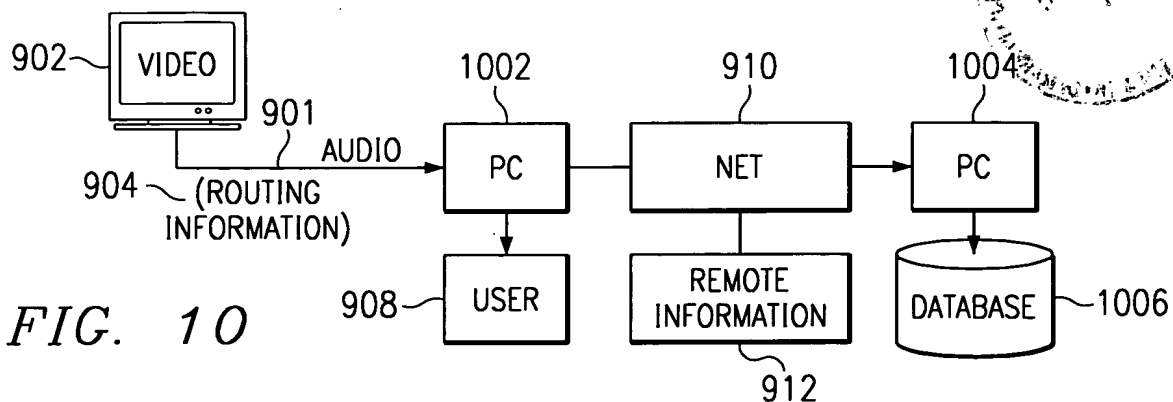 902
VIDEO
901
AUDIO
904
(ROUTING
INFORMATION)
1002
PC
908
USER
910
NET
REMOTE
INFORMATION
912
1004
PC
DATABASE
1006
FIG. 10